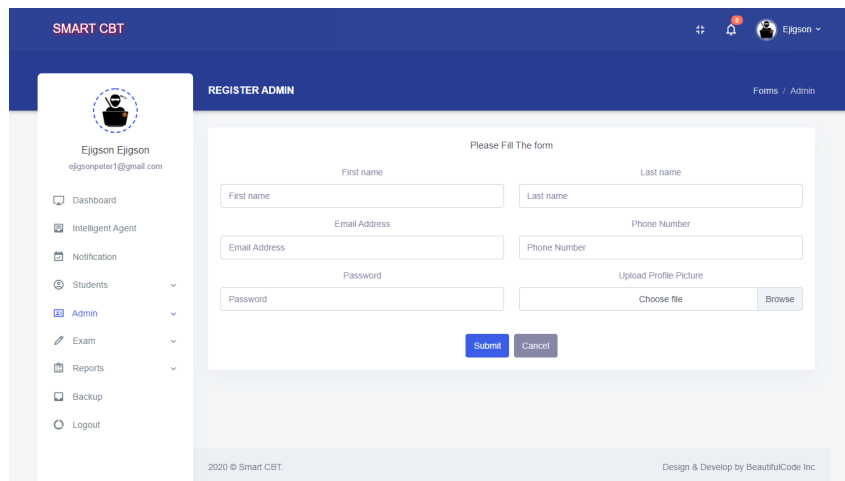 SMART CBT
0
Ejigson
REGISTER ADMIN
Forms / Admin
Ejigson Ejigson
ejigsonpeter1@gmail.com
Dashboard
Intelligent Agent
Notification
Students
Admin
Exam
Reports
Backup
Logout
Please Fill The form
First name
Last name
First name
Last name
Email Address
Phone Number
Email Address
Phone Number
Password
Upload Profile Picture
Password
Choose file
Browse
Submit
Cancel
2020 © Smart CBT.
Design & Develop by BeautifulCode Inc